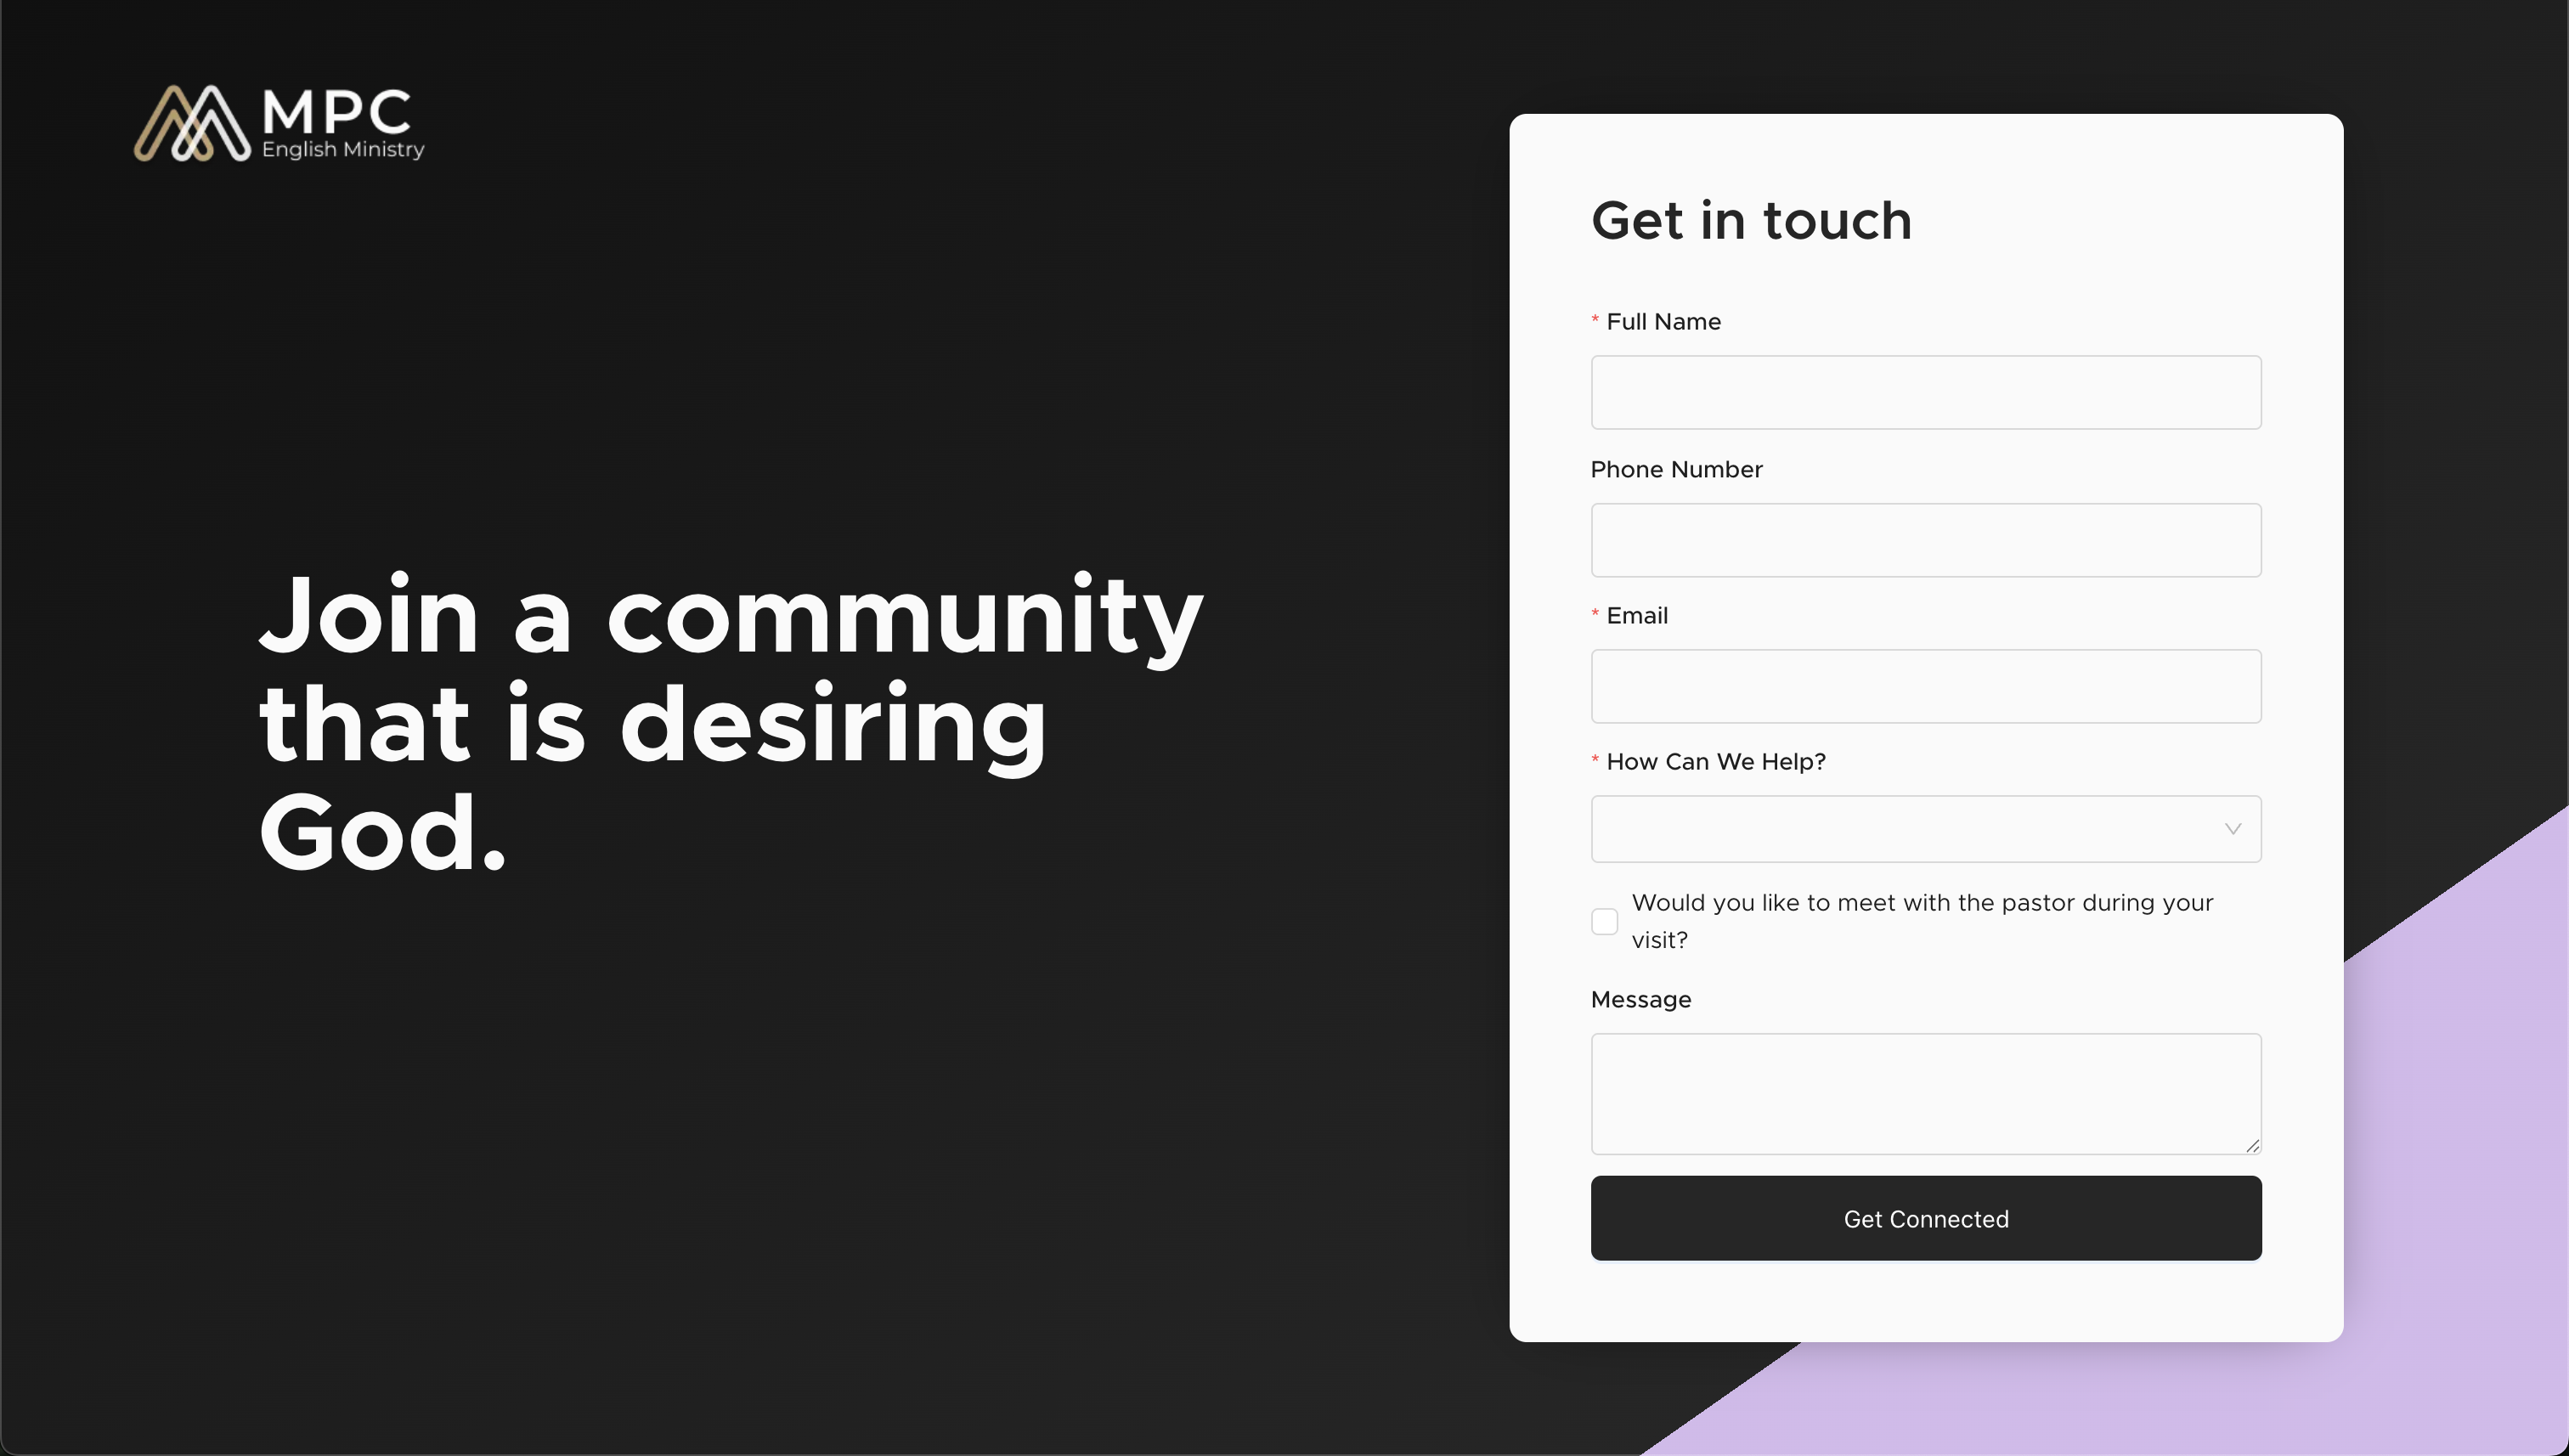 MPC
English Ministry
Join a community
that is desiring
God.
Get in touch
* Full Name
Phone Number
* Email
* How Can We Help?
Would you like to meet with the pastor during your
visit?
Message
Get Connected